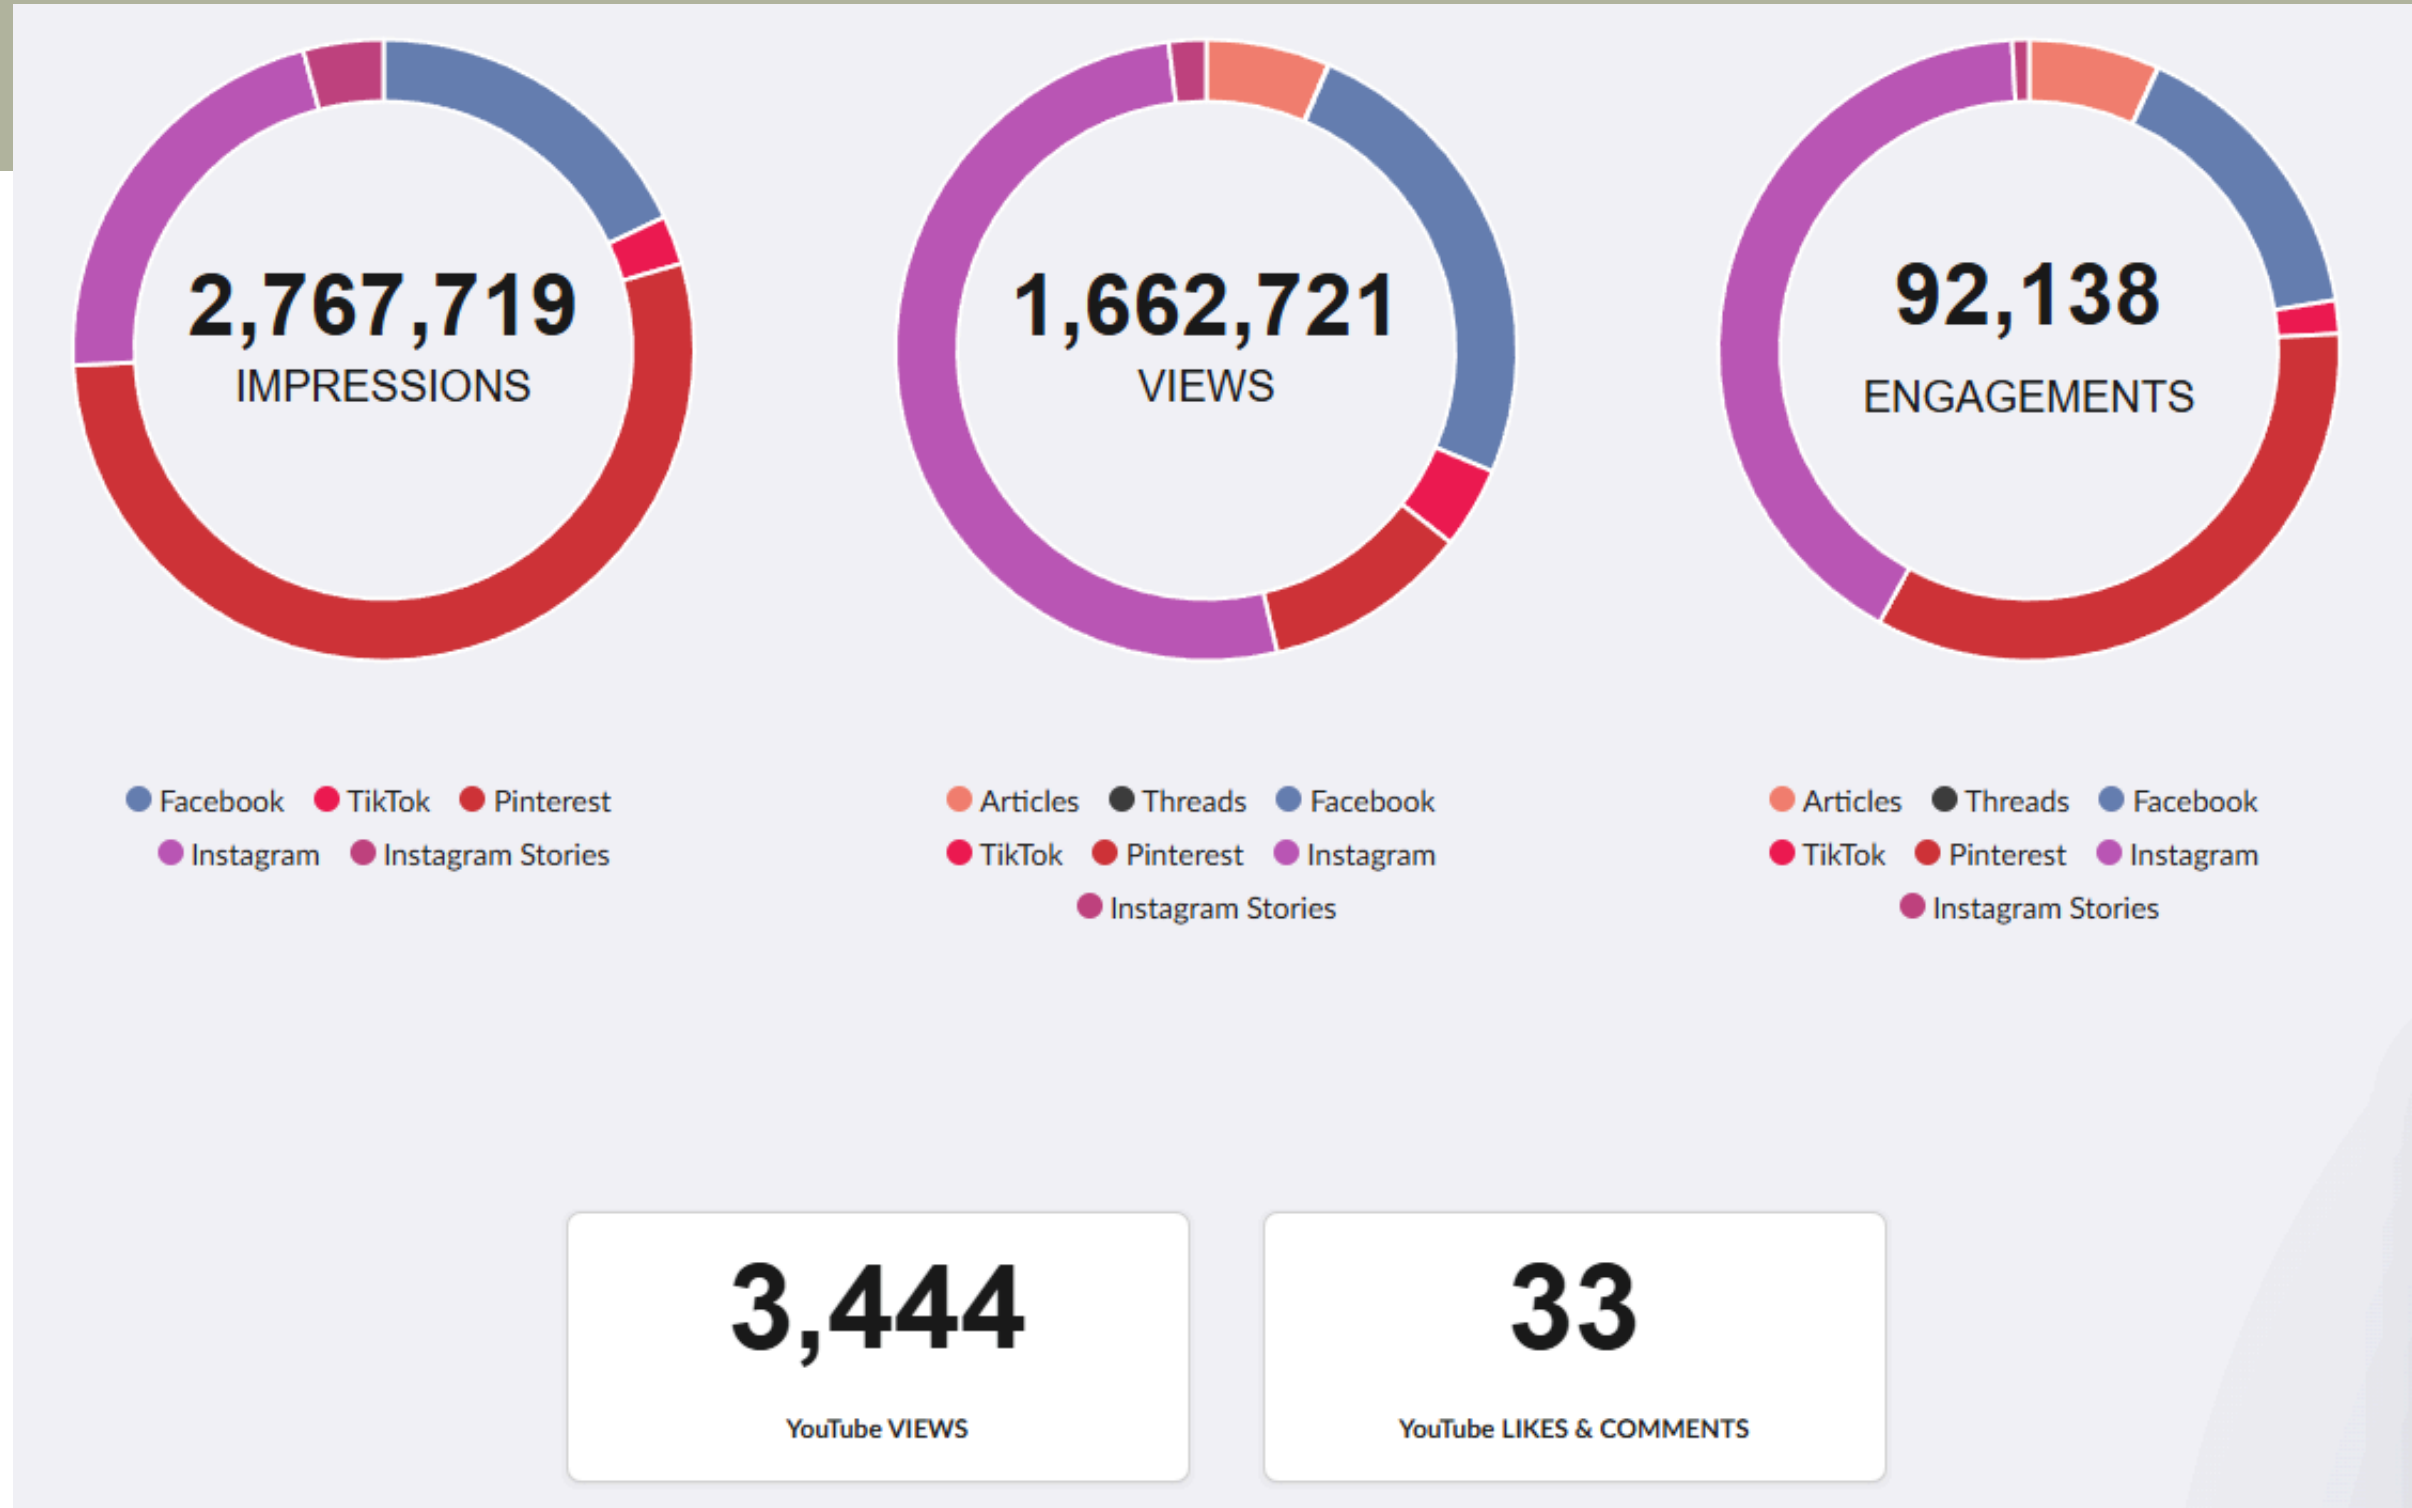 2,767,719
IMPRESSIONS
Facebook TikTok Pinterest
Instagram Instagram Stories
1,662,721
VIEWS
Articles Threads Facebook
TikTok Pinterest Instagram
Instagram Stories
92,138
ENGAGEMENTS
Articles Threads Facebook
TikTok Pinterest Instagram
Instagram Stories
3,444
YouTube VIEWS
33
YouTube LIKES & COMMENTS